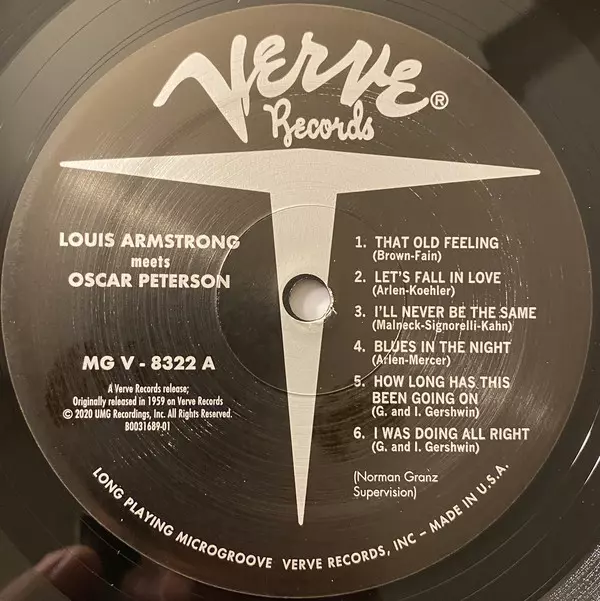 Verve®
Records
LOUIS ARMSTRONG
meets
OSCAR PETERSON
MG V - 8322 A
A Verve Records release;
Originally released in 1959 on Verve Records
© 2020 UMG Recordings, Inc. All Rights Reserved.
B0031689-01
1. THAT OLD FEELING
(Brown-Fain)
2. LET'S FALL IN LOVE
(Arlen-Koehler)
3. I'LL NEVER BE THE SAME
(Malneck-Signorelli-Kahn)
4. BLUES IN THE NIGHT
(Arlen-Mercer)
5. HOW LONG HAS THIS
BEEN GOING ON
(G. and I. Gershwin)
6. I WAS DOING ALL RIGHT
(G. and I. Gershwin)
(Norman Granz
Supervision)
LONG PLAYING MICROGROOVE VERVE RECORDS, INC – MADE IN U.S.A.